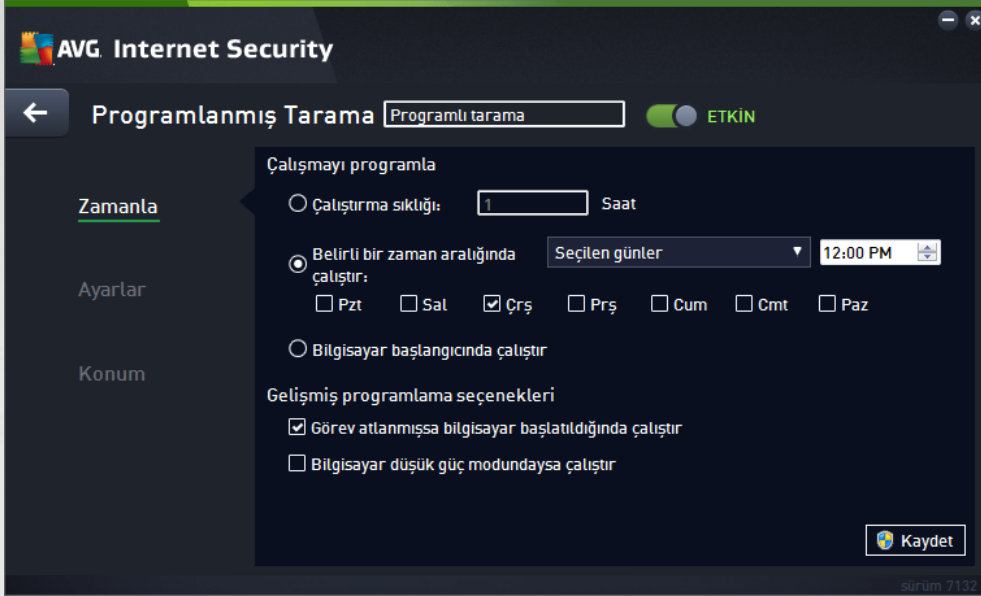 AVG. Internet Security
Programlanmış Tarama Programlı tarama ETKİN
Zamanla
Ayarlar
Konum
Çalışmayı programla
Çalıştırma sıklığı: 1 Saat
Belirli bir zaman aralığında
çalıştır:
Seçilen günler 12:00 PM
Pzt Sal Çrş Prş Cum Cmt Paz
Bilgisayar başlangıcında çalıştır
Gelişmiş programlama seçenekleri
Görev atlanmışsa bilgisayar başlatıldığında çalıştır
Bilgisayar düşük güç modundaysa çalıştır
Kaydet
sürüm 7132